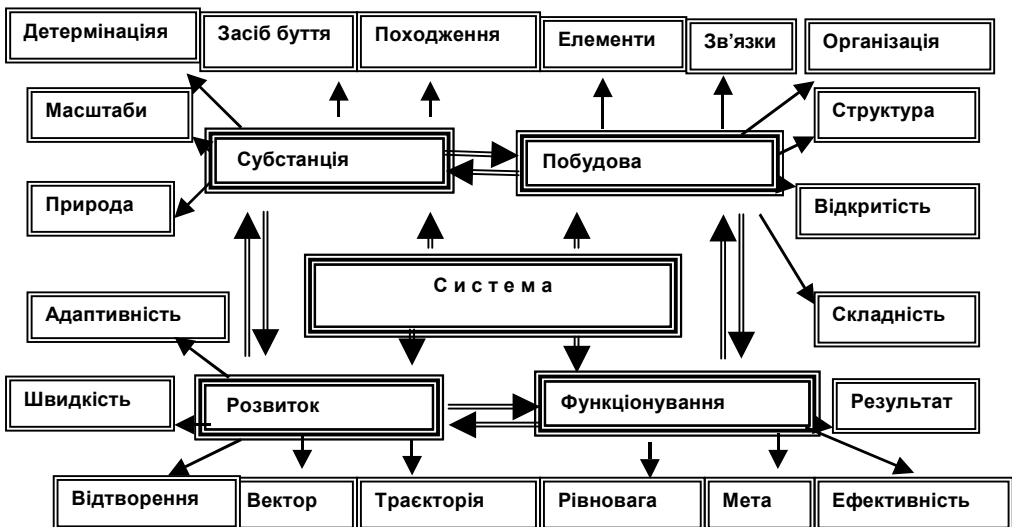 Детермінаціяя
Засіб буття
Походження
Елементи
Зв’язки
Організація
Масштаби
Структура
Субстанція
Побудова
Природа
Відкритість
С и с т е м а
Адаптивність
Складність
Швидкість
Розвиток
Функціонування
Результат
Відтворення
Вектор
Траєкторія
Рівновага
Мета
Ефективність